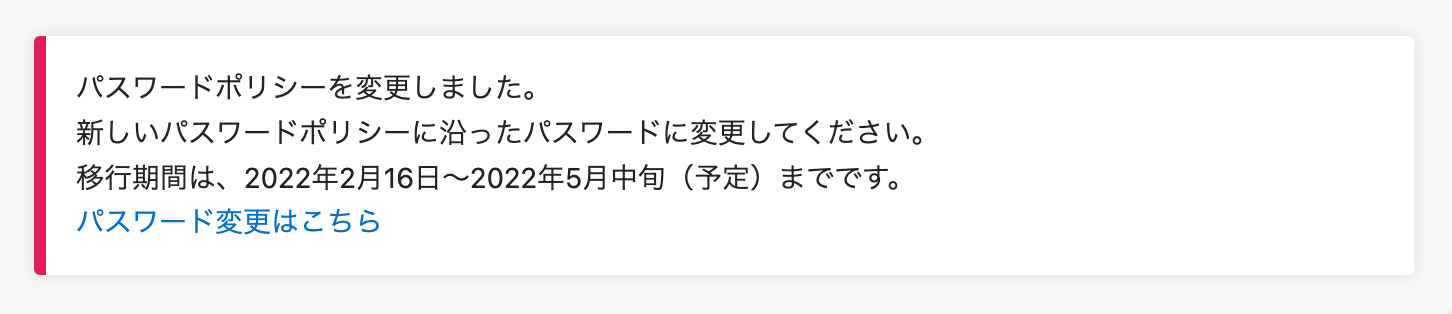 パスワードポリシーを変更しました。
新しいパスワードポリシーに沿ったパスワードに変更してください。
移行期間は、2022年2月16日〜2022年5月中旬（予定）までです。
パスワード変更はこちら